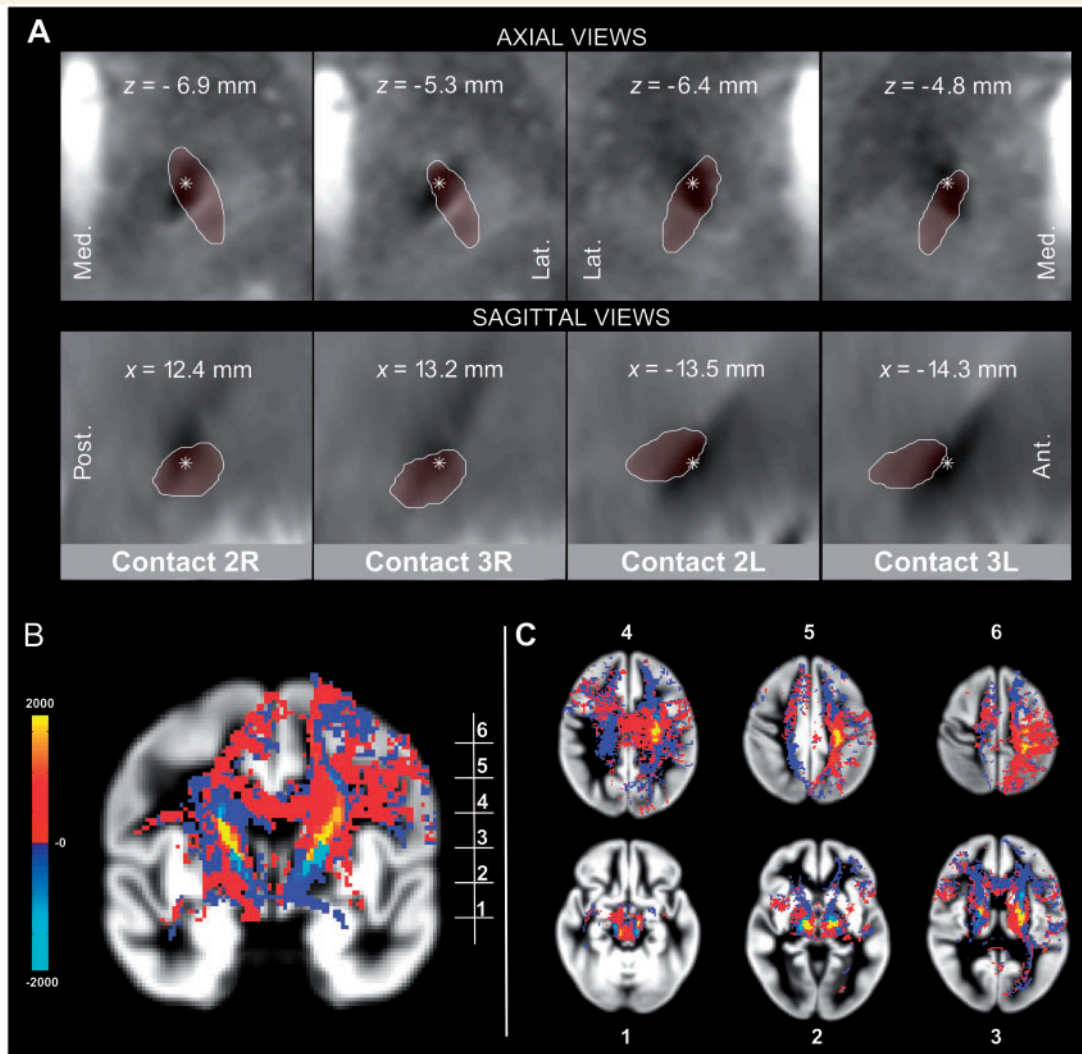 A
AXIAL VIEWS
z = - 6.9 mm
z = -5.3 mm
z = -6.4 mm
z = -4.8 mm
Med.
Lat.
Lat.
Med.
SAGITTAL VIEWS
x = 12.4 mm
x = 13.2 mm
x = -13.5 mm
x = -14.3 mm
Post.
Ant.
Contact 2R
Contact 3R
Contact 2L
Contact 3L
B
2000
-0
-2000
6
5
4
3
2
1
C
4
5
6
1
2
3